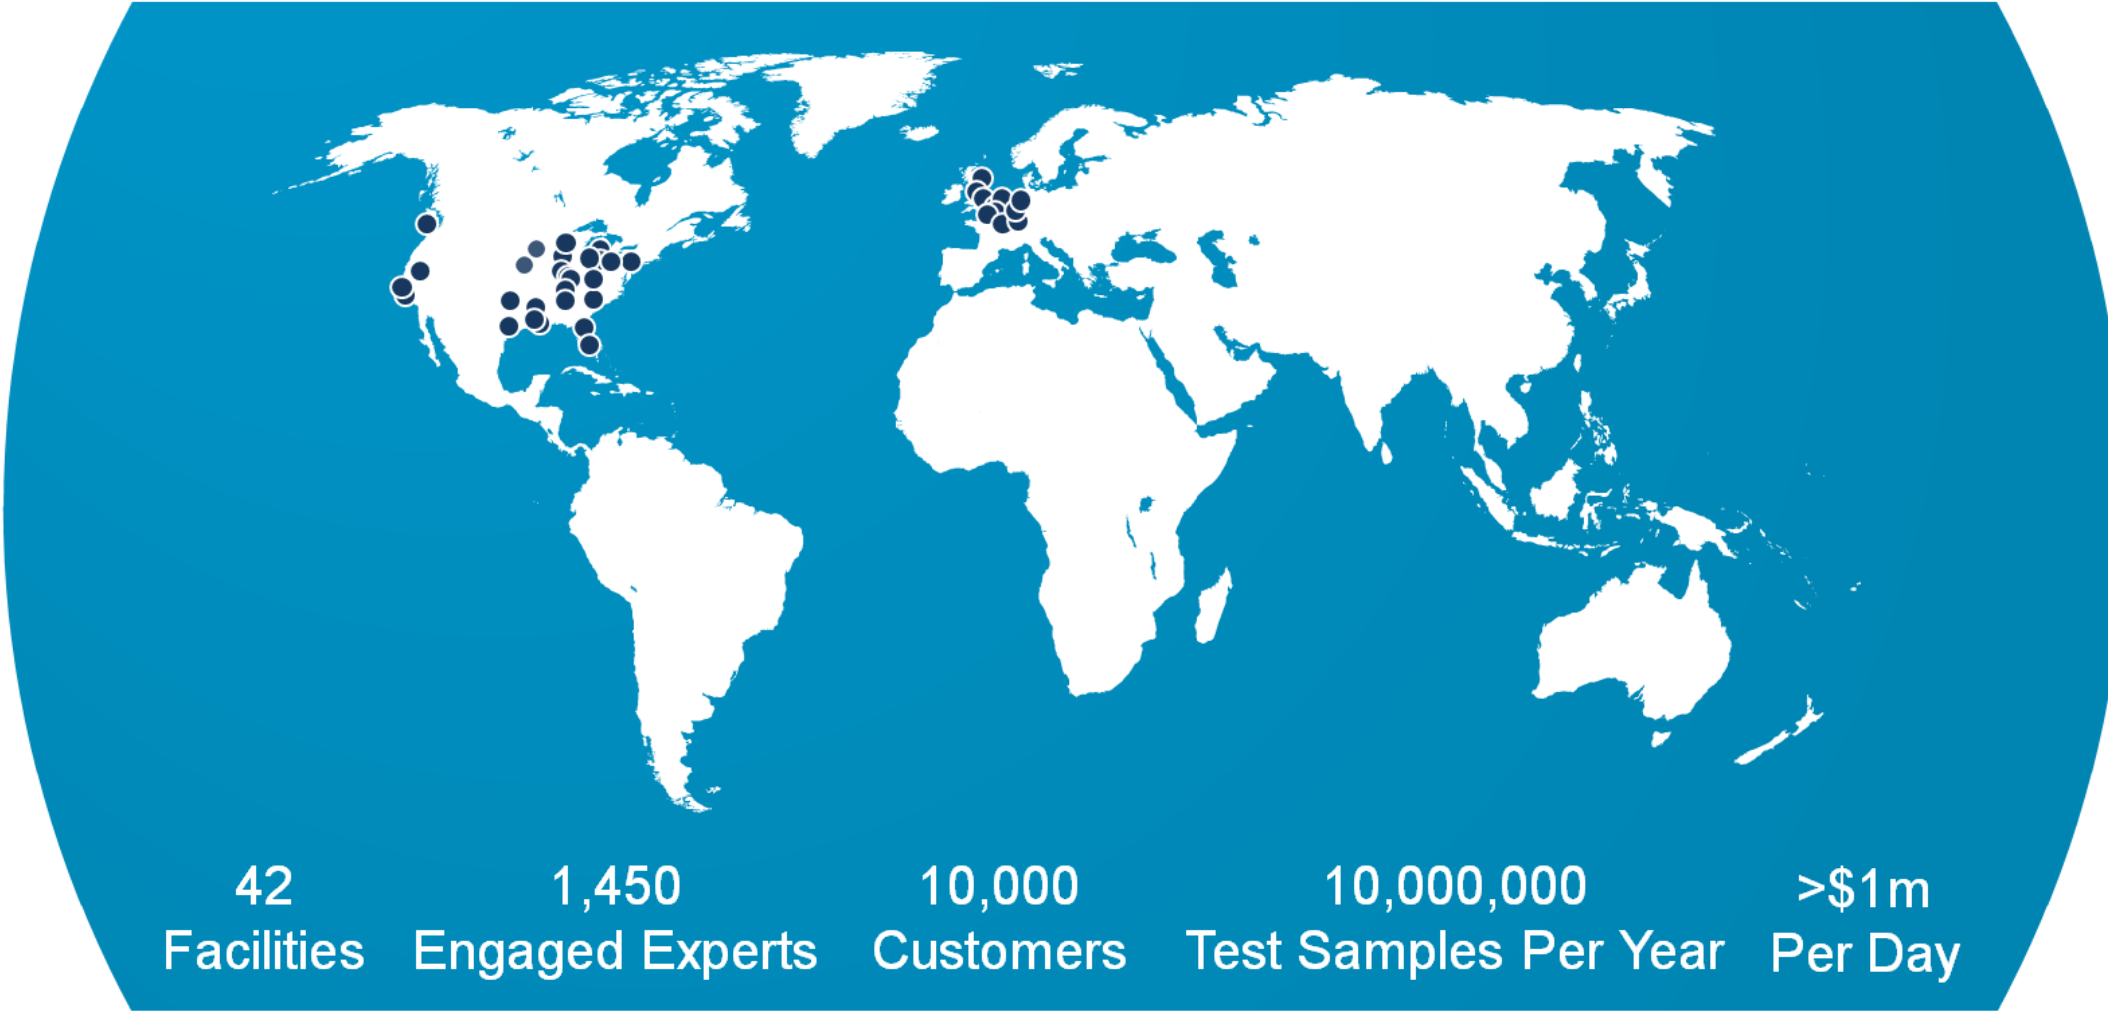 42
Facilities
1,450
Engaged Experts
10,000
Customers
10,000,000
Test Samples Per Year
>$1m
Per Day